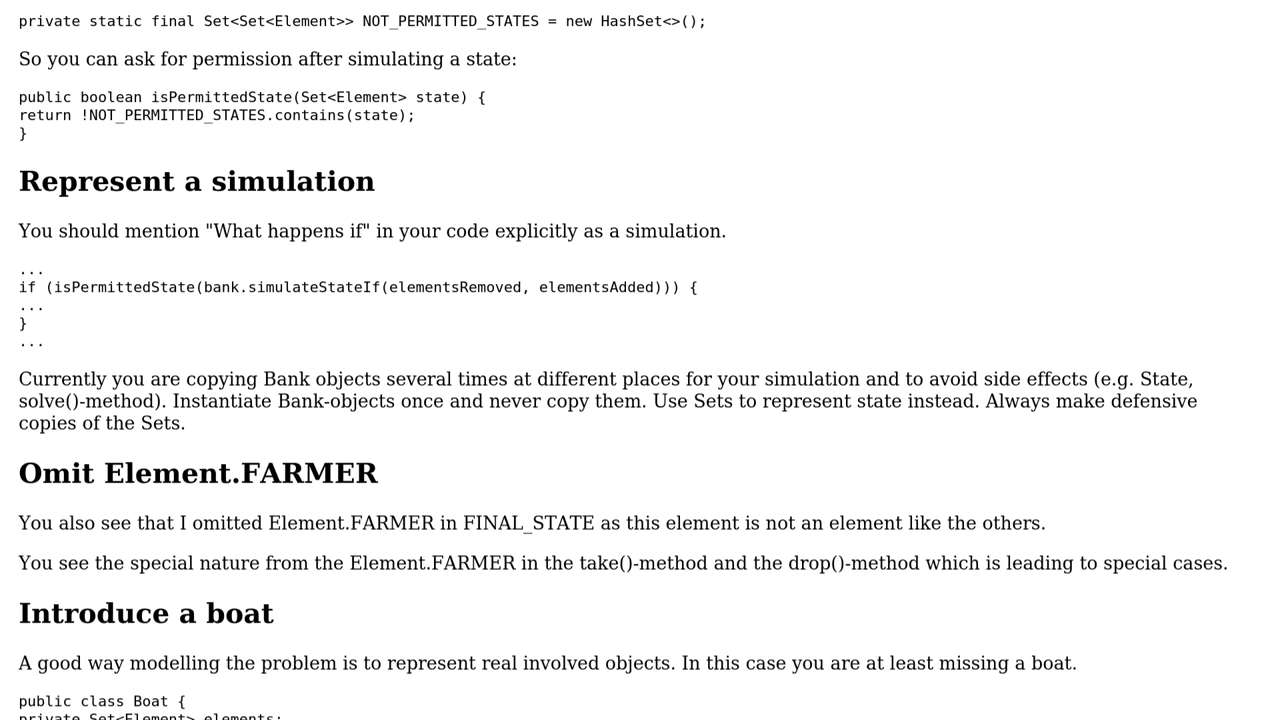 private static final Set<Set<Element>> NOT_PERMITTED_STATES = new HashSet<>();
So you can ask for permission after simulating a state:
public boolean isPermittedState(Set<Element> state) {
return !NOT_PERMITTED_STATES.contains(state);
}
Represent a simulation
You should mention "What happens if" in your code explicitly as a simulation.
...
if (isPermittedState(bank.simulateStateIf(elementsRemoved, elementsAdded))) {
...
}
...
Currently you are copying Bank objects several times at different places for your simulation and to avoid side effects (e.g. State,
solve()-method). Instantiate Bank-objects once and never copy them. Use Sets to represent state instead. Always make defensive
copies of the Sets.
Omit Element.FARMER
You also see that I omitted Element.FARMER in FINAL_STATE as this element is not an element like the others.
You see the special nature from the Element.FARMER in the take()-method and the drop()-method which is leading to special cases.
Introduce a boat
A good way modelling the problem is to represent real involved objects. In this case you are at least missing a boat.
public class Boat {
private Set<Element> elements;